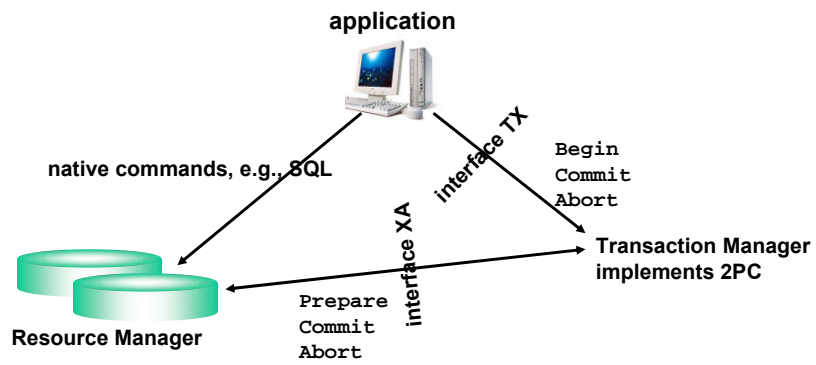 application
native commands, e.g., SQL
interface TX
Begin
Commit
Abort
interface XA
Transaction Manager
implements 2PC
Prepare
Commit
Abort
Resource Manager